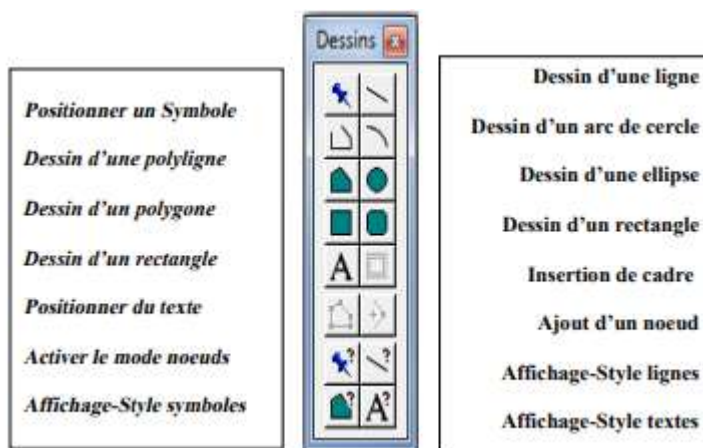 Dessins
Positionner un Symbole
Dessin d'une polyligne
Dessin d'un polygone
Dessin d'un rectangle
Positionner du texte
Activer le mode noeuds
Affichage-Style symboles
A
?
?
?
A?
Dessin d'une ligne
Dessin d'un arc de cercle
Dessin d'une ellipse
Dessin d'un rectangle
Insertion de cadre
Ajout d'un noeud
Affichage-Style lignes
Affichage-Style textes